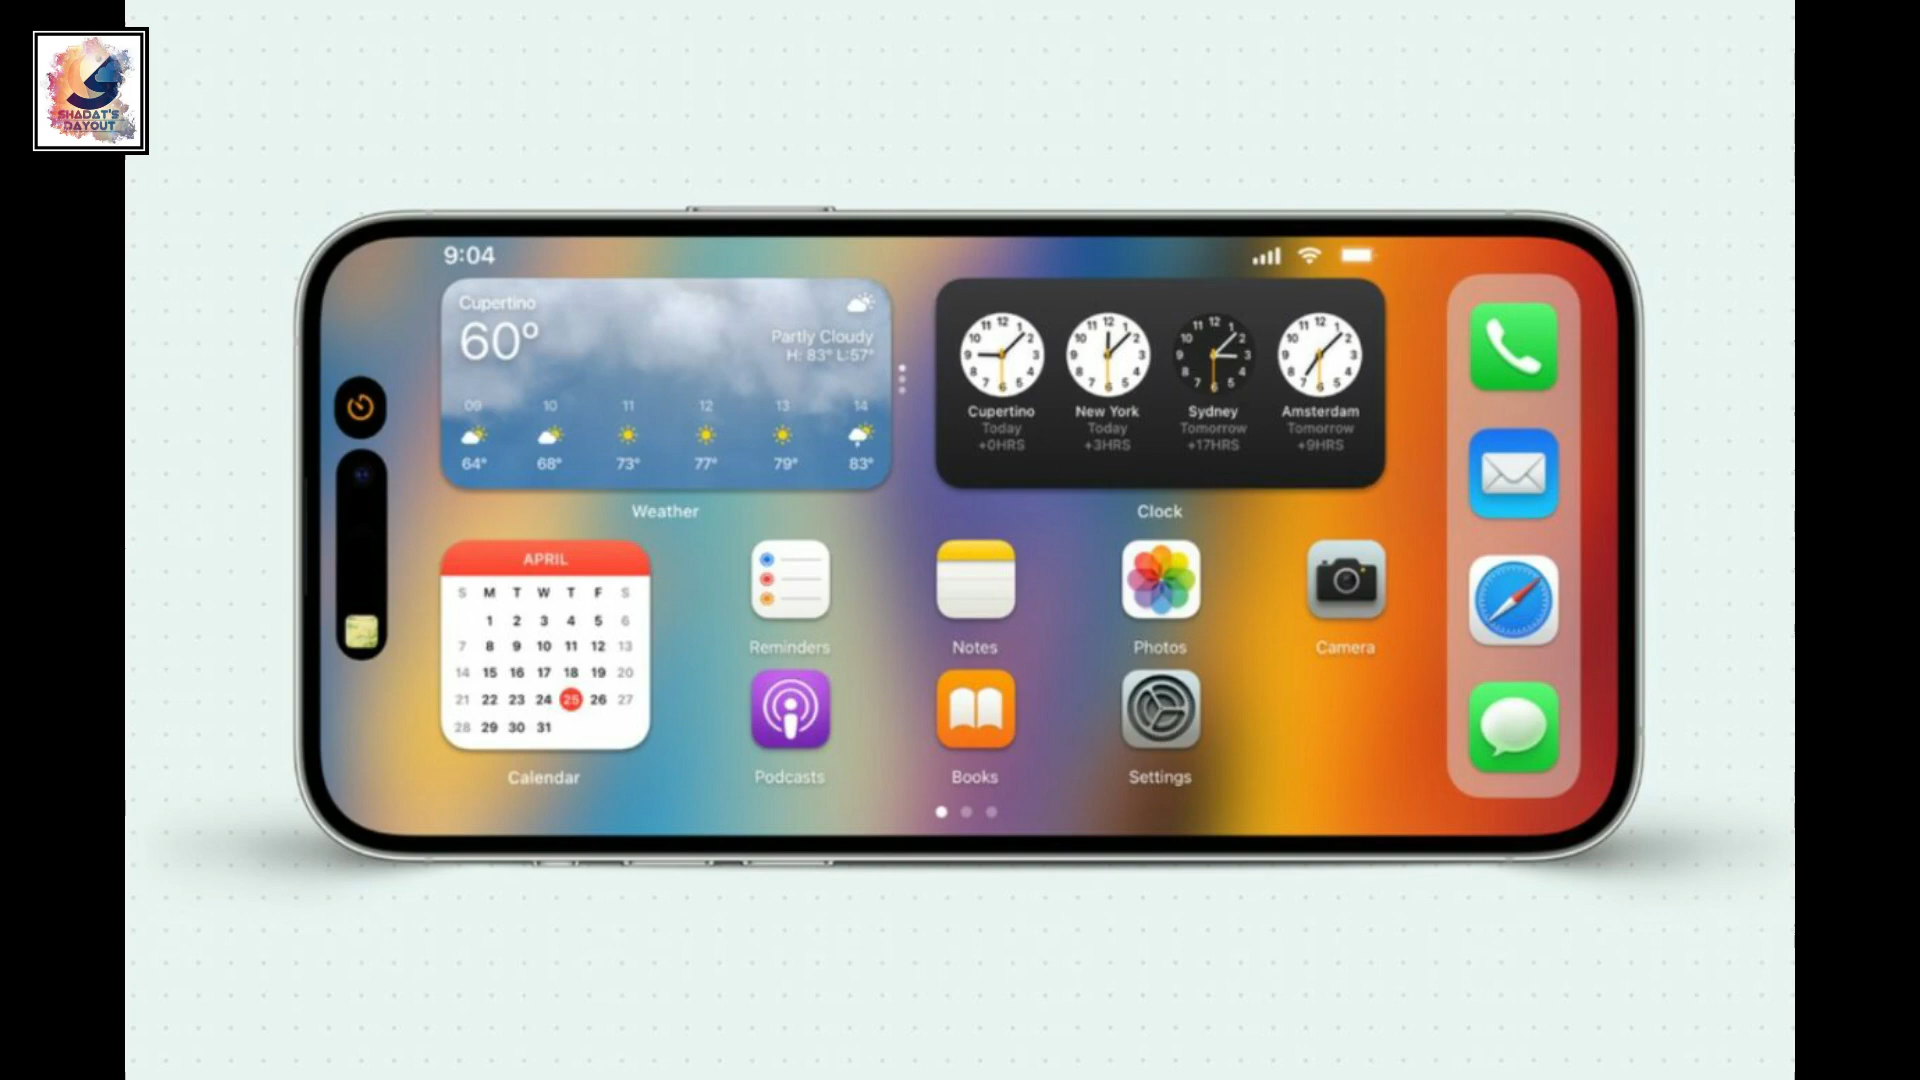 SHADAT'S
DAYOUT
9:04
Cupertino
60°
Partly Cloudy
H: 83° L:57°
09 10 11 12 13 14
64° 68° 73° 77° 79° 83°
Weather
Cupertino New York Sydney Amsterdam
Today Today Tomorrow Tomorrow
+0HRS +3HRS +17HRS +9HRS
Clock
APRIL
S M T W T F S
1 2 3 4 5 6
7 8 9 10 11 12 13
14 15 16 17 18 19 20
21 22 23 24 25 26 27
28 29 30 31
Calendar
Reminders
Notes
Photos
Camera
Podcasts
Books
Settings